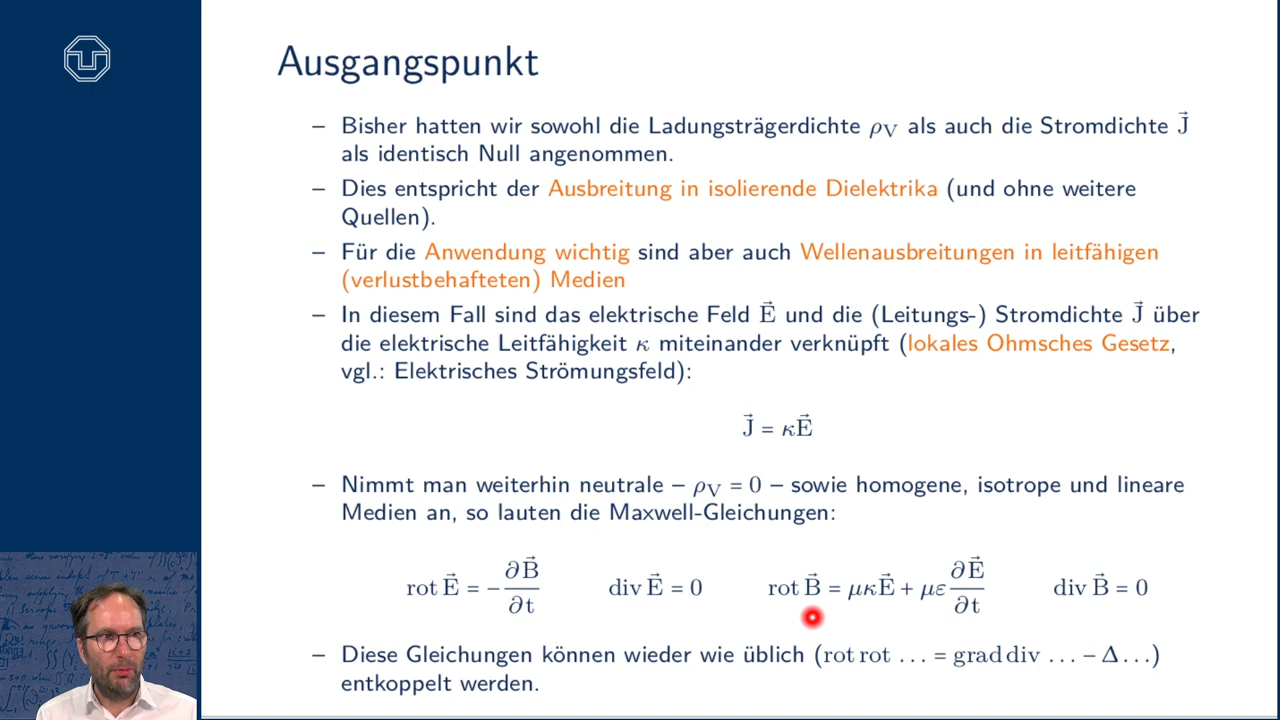 Ausgangspunkt
– Bisher hatten wir sowohl die Ladungsträgerdichte ρ_V als auch die Stromdichte J⃗
als identisch Null angenommen.
– Dies entspricht der Ausbreitung in isolierende Dielektrika (und ohne weitere
Quellen).
– Für die Anwendung wichtig sind aber auch Wellenausbreitungen in leitfähigen
(verlustbehafteten) Medien
– In diesem Fall sind das elektrische Feld E⃗ und die (Leitungs-) Stromdichte J⃗ über
die elektrische Leitfähigkeit κ miteinander verknüpft (lokales Ohmsches Gesetz,
vgl.: Elektrisches Strömungsfeld):
J⃗ = κE⃗
– Nimmt man weiterhin neutrale – ρ_V = 0 – sowie homogene, isotrope und lineare
Medien an, so lauten die Maxwell-Gleichungen:
rot E⃗ = −∂B⃗/∂t div E⃗ = 0 rot B⃗ = μκE⃗ + με ∂E⃗/∂t div B⃗ = 0
– Diese Gleichungen können wieder wie üblich (rot rot … = grad div … − Δ…)
entkoppelt werden.